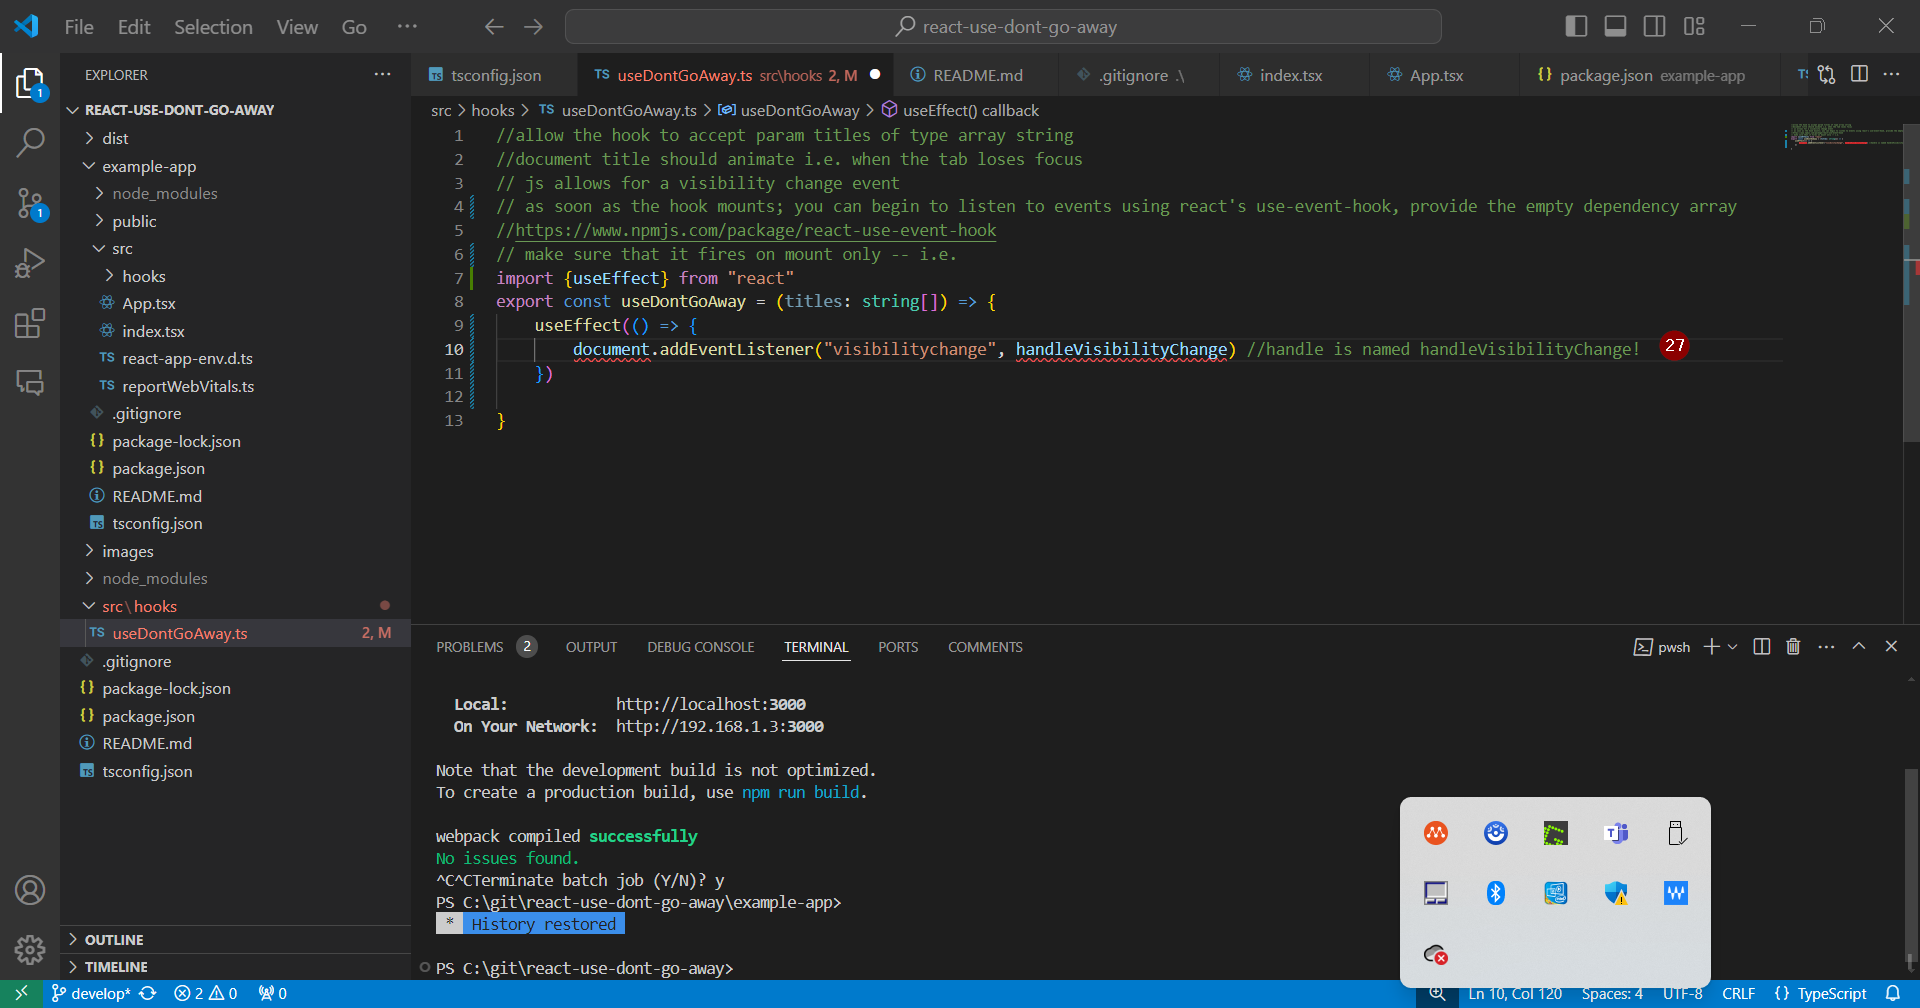 File Edit Selection View Go ···
react-use-dont-go-away
EXPLORER
REACT-USE-DONT-GO-AWAY
dist
example-app
node_modules
public
src
hooks
App.tsx
index.tsx
react-app-env.d.ts
reportWebVitals.ts
.gitignore
package-lock.json
package.json
README.md
tsconfig.json
images
node_modules
src\hooks
useDontGoAway.ts 2, M
.gitignore
package-lock.json
package.json
README.md
tsconfig.json
OUTLINE
TIMELINE
tsconfig.json useDontGoAway.ts src\hooks 2, M README.md .gitignore .\ index.tsx App.tsx package.json example-app
src > hooks > TS useDontGoAway.ts > useDontGoAway > useEffect() callback
1 //allow the hook to accept param titles of type array string
2 //document title should animate i.e. when the tab loses focus
3 // js allows for a visibility change event
4 // as soon as the hook mounts; you can begin to listen to events using react's use-event-hook, provide the empty dependency array
5 //https://www.npmjs.com/package/react-use-event-hook
6 // make sure that it fires on mount only -- i.e.
7 import {useEffect} from "react"
8 export const useDontGoAway = (titles: string[]) => {
9 useEffect(() => {
10 document.addEventListener("visibilitychange", handleVisibilityChange) //handle is named handleVisibilityChange! 27
11 })
12
13 }
PROBLEMS 2 OUTPUT DEBUG CONSOLE TERMINAL PORTS COMMENTS
pwsh
Local: http://localhost:3000
On Your Network: http://192.168.1.3:3000
Note that the development build is not optimized.
To create a production build, use npm run build.
webpack compiled successfully
No issues found.
^C^CTerminate batch job (Y/N)? y
PS C:\git\react-use-dont-go-away\example-app>
* History restored
PS C:\git\react-use-dont-go-away>
develop* 2 0 0 Ln 10, Col 120 Spaces: 4 UTF-8 CRLF {} TypeScript